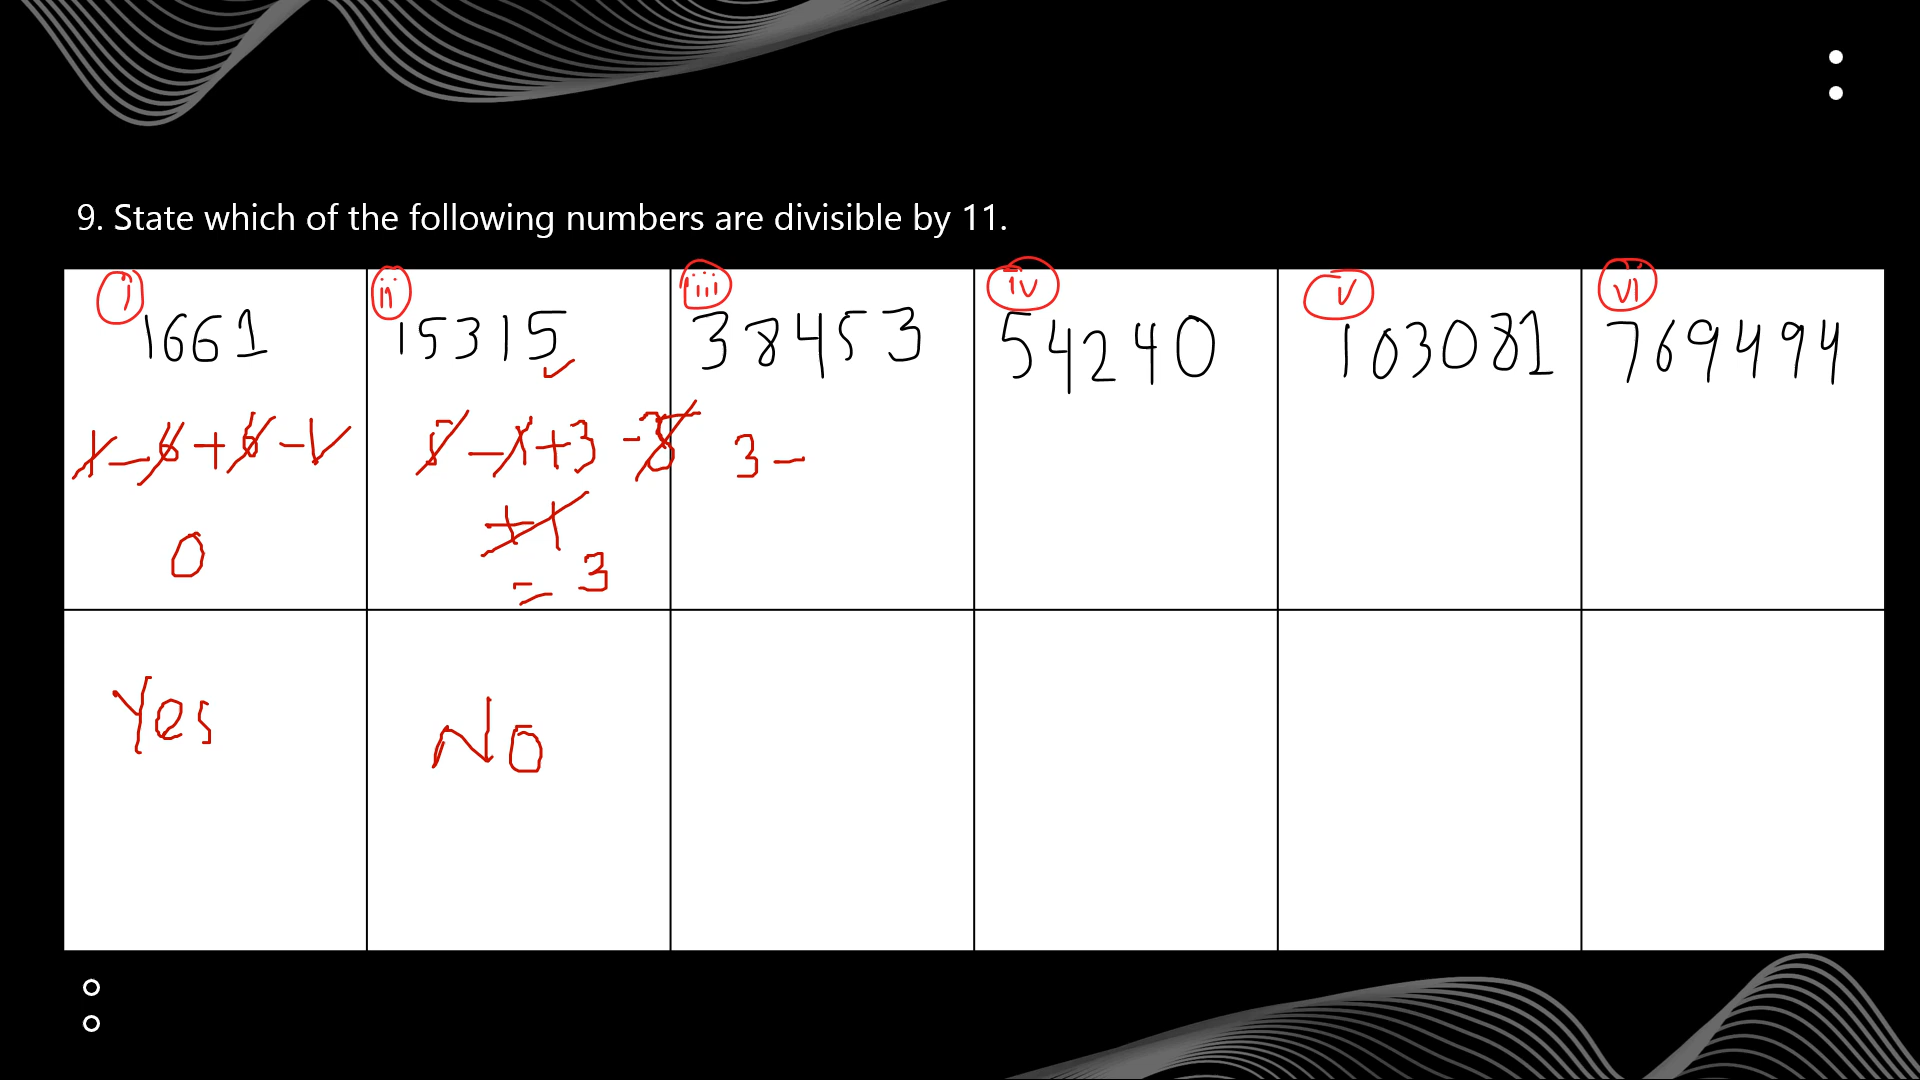 9. State which of the following numbers are divisible by 11.
i ii iii iv v vi
1661 15315 38453 54240 103081 769494
1-6+6-1 5-1+3-5 3-
+1
0 = 3
Yes No